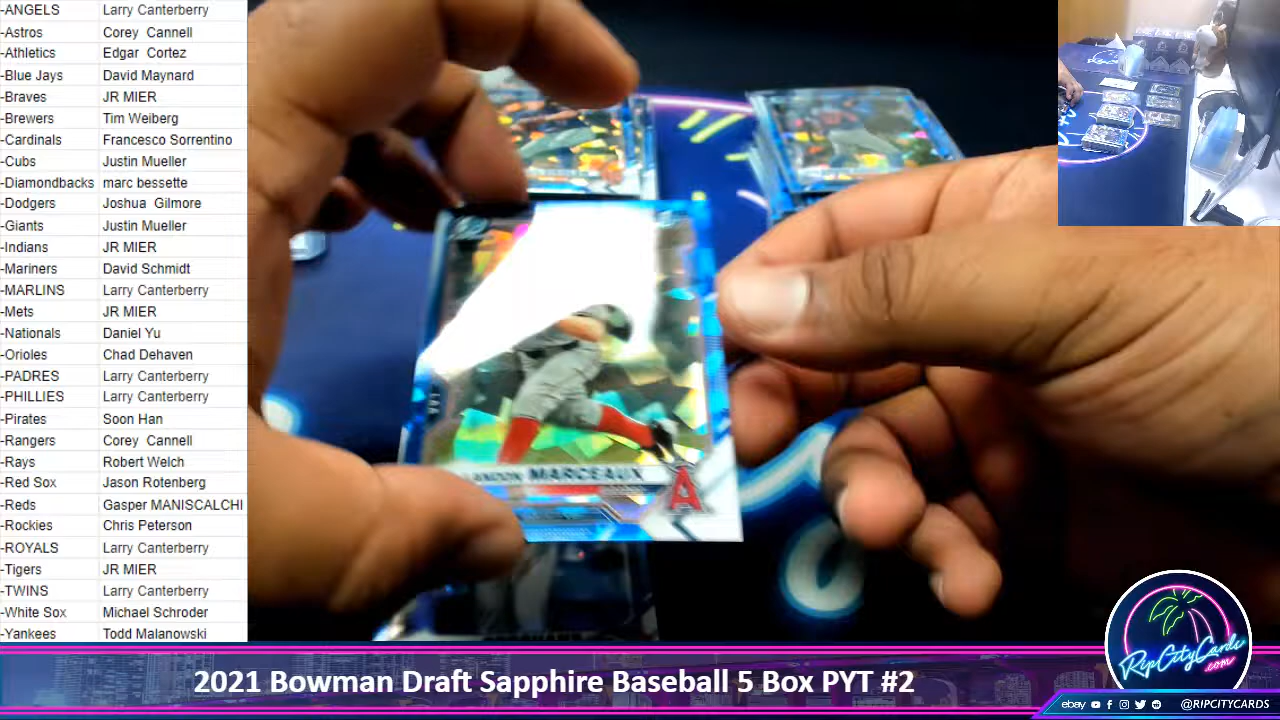 -ANGELS Larry Canterberry
-Astros Corey Cannell
-Athletics Edgar Cortez
-Blue Jays David Maynard
-Braves JR MIER
-Brewers Tim Weiberg
-Cardinals Francesco Sorrentino
-Cubs Justin Mueller
-Diamondbacks marc bessette
-Dodgers Joshua Gilmore
-Giants Justin Mueller
-Indians JR MIER
-Mariners David Schmidt
-MARLINS Larry Canterberry
-Mets JR MIER
-Nationals Daniel Yu
-Orioles Chad Dehaven
-PADRES Larry Canterberry
-PHILLIES Larry Canterberry
-Pirates Soon Han
-Rangers Corey Cannell
-Rays Robert Welch
-Red Sox Jason Rotenberg
-Reds Gasper MANISCALCHI
-Rockies Chris Peterson
-ROYALS Larry Canterberry
-Tigers JR MIER
-TWINS Larry Canterberry
-White Sox Michael Schroder
-Yankees Todd Malanowski
MARCEAUX
A
2021 Bowman Draft Sapphire Baseball 5 Box PYT #2
RipCityCards
.com
ebay @RIPCITYCARDS